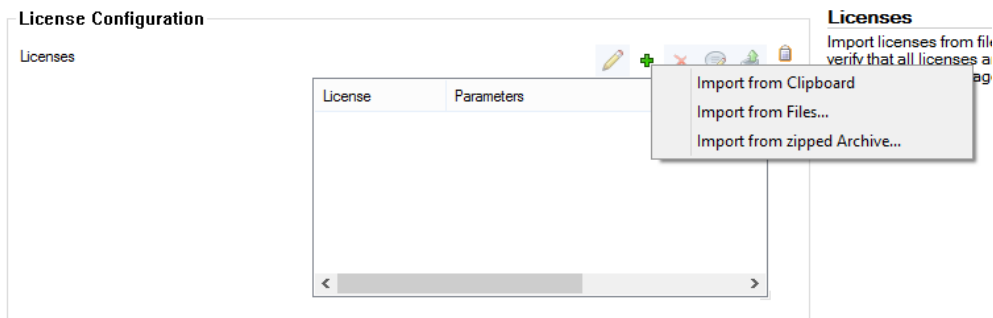 License Configuration
Licenses
License Parameters
Import from Clipboard
Import from Files...
Import from zipped Archive...
Licenses
Import licenses from
verify that all licenses